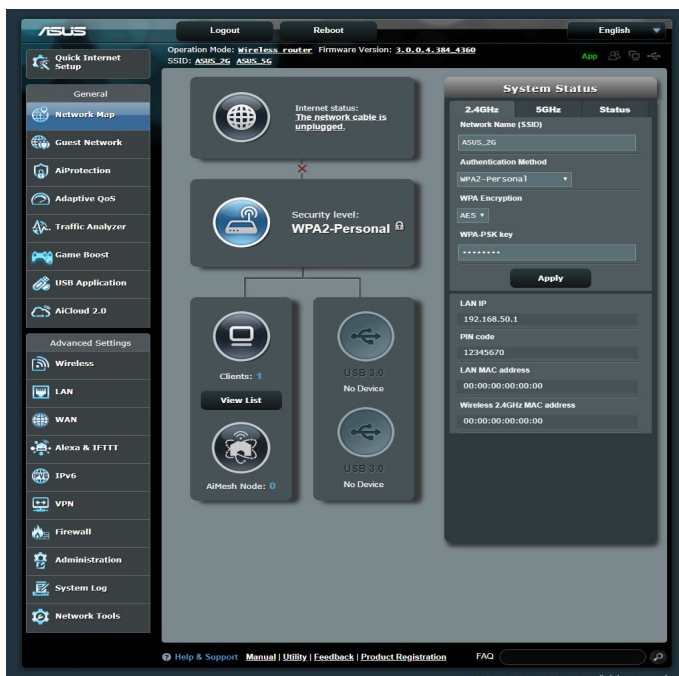 ASUS
Logout
Reboot
English
Quick Internet
Setup
Operation Mode: Wireless router Firmware Version: 3.0.0.4.384_4360
SSID: ASUS_2G ASUS_5G
App
General
Network Map
Guest Network
AiProtection
Adaptive QoS
Traffic Analyzer
Game Boost
USB Application
AiCloud 2.0
Advanced Settings
Wireless
LAN
WAN
Alexa & IFTTT
IPv6
VPN
Firewall
Administration
System Log
Network Tools
Internet status:
The network cable is
unplugged.
Security level:
WPA2-Personal
Clients: 1
View List
AiMesh Node: 0
USB 3.0
No Device
USB 3.0
No Device
System Status
2.4GHz 5GHz Status
Network Name (SSID)
ASUS_2G
Authentication Method
WPA2-Personal
WPA Encryption
AES
WPA-PSK key
········
Apply
LAN IP
192.168.50.1
PIN code
12345670
LAN MAC address
00:00:00:00:00:00
Wireless 2.4GHz MAC address
00:00:00:00:00:00
Help & Support Manual | Utility | Feedback | Product Registration FAQ